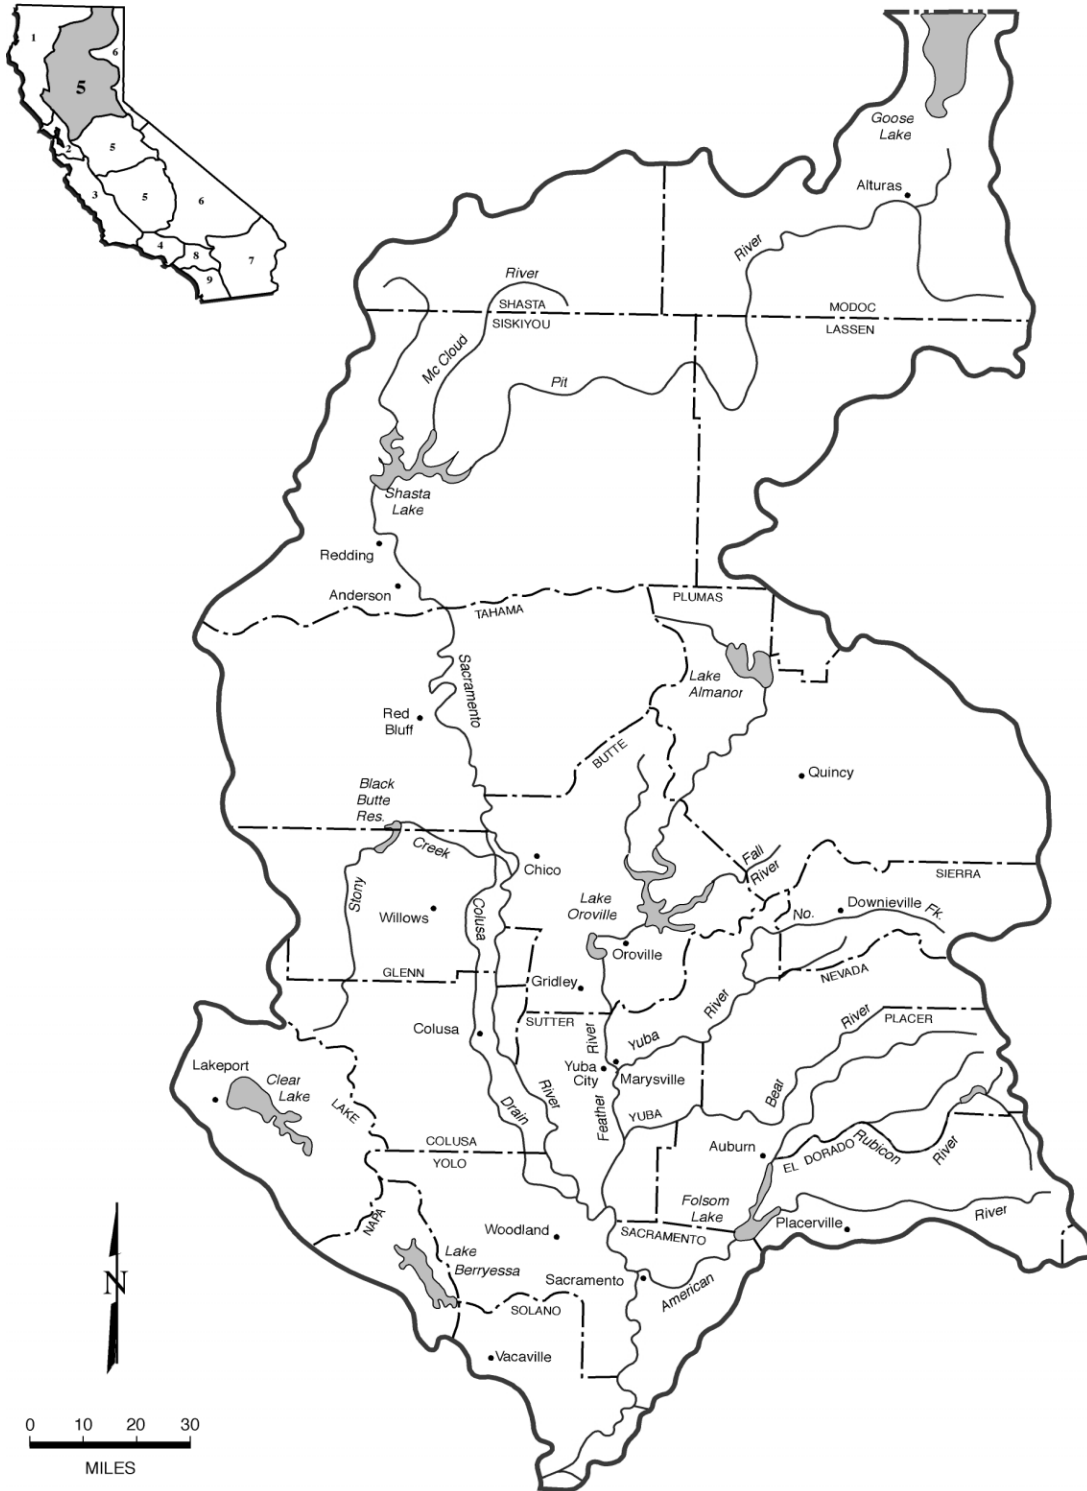 1
6
5
2
5
3
5
6
4
8
7
9
Goose
Lake
Alturas
River
River
SHASTA
SISKIYOU
MODOC
LASSEN
Mc Cloud
Pit
Shasta
Lake
Redding
Anderson
TAHAMA
PLUMAS
Sacramento
Lake
Almanor
Red
Bluff
BUTTE
Quincy
Black
Butte
Res.
Creek
Chico
Fall
River
SIERRA
Stony
Willows
Colusa
Lake
Oroville
No.
Downieville
Fk.
Oroville
GLENN
Gridley
NEVADA
River
SUTTER
River
PLACER
Colusa
River
Yuba
Yuba
City
Marysville
Lakeport
Clear
Lake
LAKE
Drain
River
Feather
YUBA
Bear
COLUSA
YOLO
Auburn
EL DORADO
Rubicon
River
NAPA
Folsom
Lake
Placerville
River
Woodland
SACRAMENTO
Lake
Berryessa
Sacramento
American
SOLANO
Vacaville
N
0 10 20 30
MILES